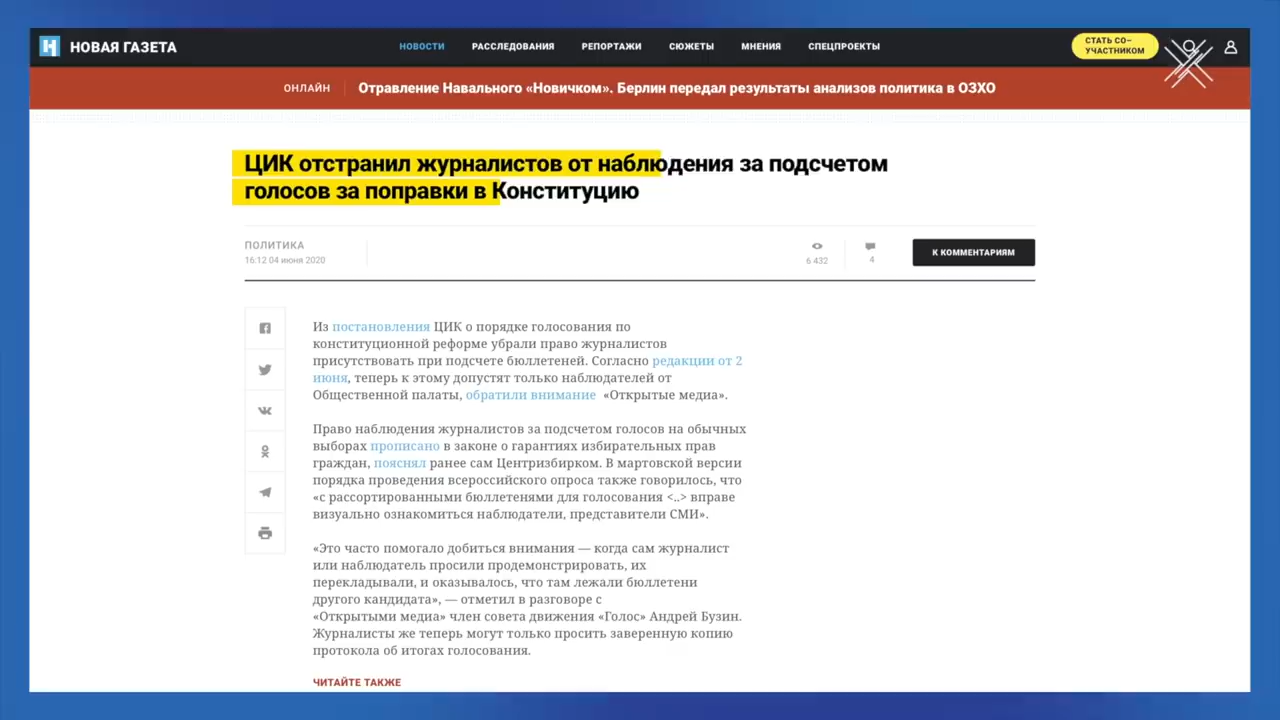 НОВАЯ ГАЗЕТА
НОВОСТИ РАССЛЕДОВАНИЯ РЕПОРТАЖИ СЮЖЕТЫ МНЕНИЯ СПЕЦПРОЕКТЫ
СТАТЬ СО–
УЧАСТНИКОМ
ОНЛАЙН Отравление Навального «Новичком». Берлин передал результаты анализов политика в ОЗХО
ЦИК отстранил журналистов от наблюдения за подсчетом
голосов за поправки в Конституцию
ПОЛИТИКА
16:12 04 июня 2020
6 432
4
К КОММЕНТАРИЯМ
Из постановления ЦИК о порядке голосования по
конституционной реформе убрали право журналистов
присутствовать при подсчете бюллетеней. Согласно редакции от 2
июня, теперь к этому допустят только наблюдателей от
Общественной палаты, обратили внимание «Открытые медиа».
Право наблюдения журналистов за подсчетом голосов на обычных
выборах прописано в законе о гарантиях избирательных прав
граждан, пояснял ранее сам Центризбирком. В мартовской версии
порядка проведения всероссийского опроса также говорилось, что
«с рассортированными бюллетенями для голосования <..> вправе
визуально ознакомиться наблюдатели, представители СМИ».
«Это часто помогало добиться внимания — когда сам журналист
или наблюдатель просили продемонстрировать, их
перекладывали, и оказывалось, что там лежали бюллетени
другого кандидата», — отметил в разговоре с
«Открытыми медиа» член совета движения «Голос» Андрей Бузин.
Журналисты же теперь могут только просить заверенную копию
протокола об итогах голосования.
ЧИТАЙТЕ ТАКЖЕ